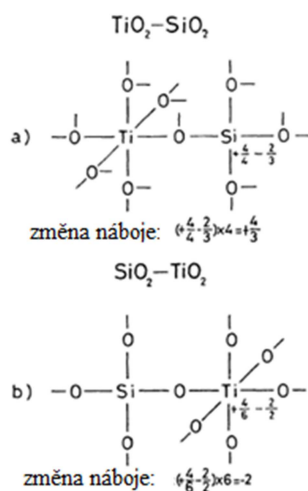 TiO₂–SiO₂
O– O–
O–
a) –O–Ti–O–Si–O–
+4/4 – 2/3
O–
O– O–
změna náboje: (+4/4–2/3)×4=+4/3
SiO₂–TiO₂
O O
O
b) –O–Si–O–Ti–O–
+4/6 – 2/2
O
O O
změna náboje: (+4/6–2/2)×6=-2